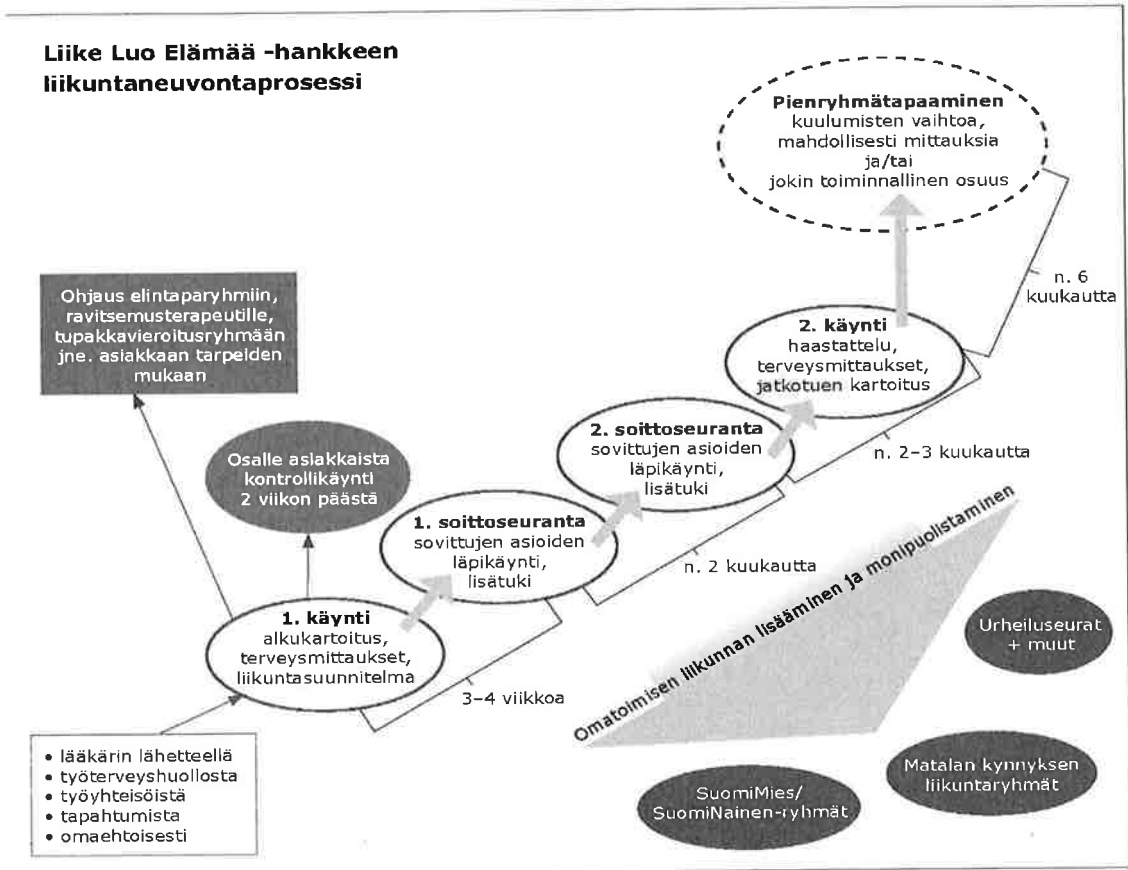 Liike Luo Elämää -hankkeen
liikuntaneuvontaprosessi
Pienryhmätapaaminen
kuulumisten vaihtoa,
mahdollisesti mittauksia
ja/tai
jokin toiminnallinen osuus
n. 6
kuukautta
Ohjaus elintaparyhmiin,
ravitsemusterapeutille,
tupakkavieroitusryhmään
jne. asiakkaan tarpeiden
mukaan
2. käynti
haastattelu,
terveysmittaukset,
jatkotuen kartoitus
n. 2–3 kuukautta
Osalle asiakkaista
kontrollikäynti
2 viikon päästä
2. soittoseuranta
sovittujen asioiden
läpikäynti,
lisätuki
n. 2 kuukautta
1. soittoseuranta
sovittujen asioiden
läpikäynti,
lisätuki
3–4 viikkoa
1. käynti
alkukartoitus,
terveysmittaukset,
liikuntasuunnitelma
• lääkärin lähetteellä
• työterveyshuollosta
• työyhteisöistä
• tapahtumista
• omaehtoisesti
Omatoimisen liikunnan lisääminen ja monipuolistaminen
Urheiluseurat
+ muut
Matalan kynnyksen
liikuntaryhmät
SuomiMies/
SuomiNainen-ryhmät